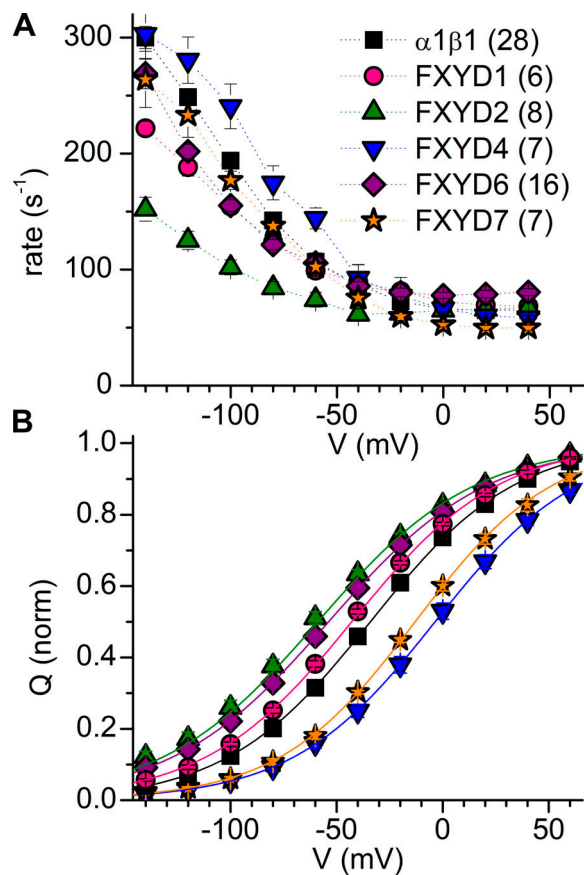 A
300
200
100
0
rate (s⁻¹)
α1β1 (28)
FXYD1 (6)
FXYD2 (8)
FXYD4 (7)
FXYD6 (16)
FXYD7 (7)
-100 -50 0 50
V (mV)
B
1.0
0.8
0.6
0.4
0.2
0.0
Q (norm)
-100 -50 0 50
V (mV)